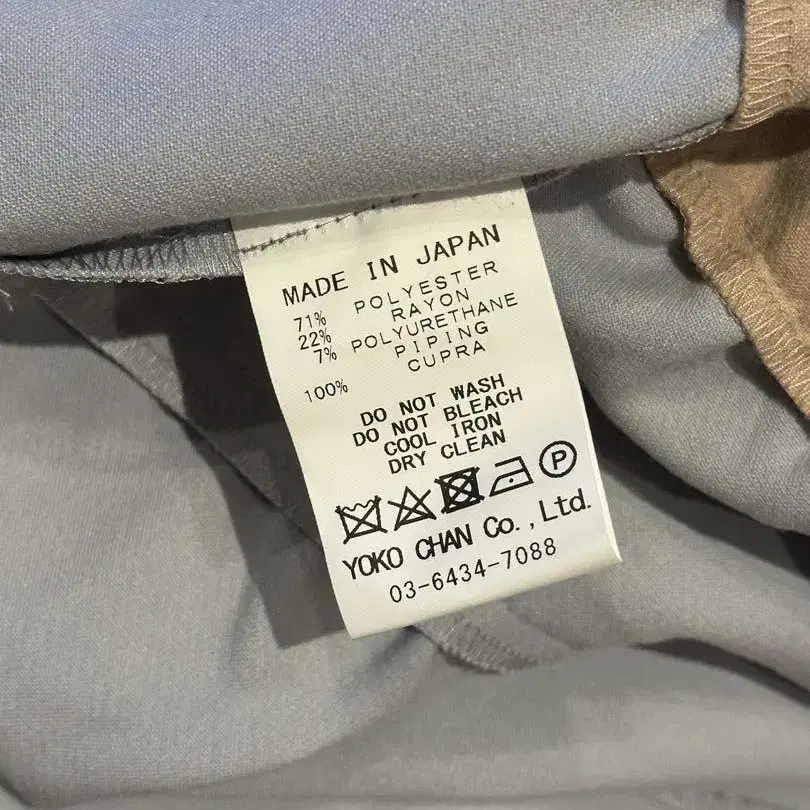 MADE IN JAPAN
71% POLYESTER
22% RAYON
7% POLYURETHANE
PIPING
100% CUPRA
DO NOT WASH
DO NOT BLEACH
COOL IRON
DRY CLEAN
P
YOKO CHAN Co.,Ltd.
03-6434-7088